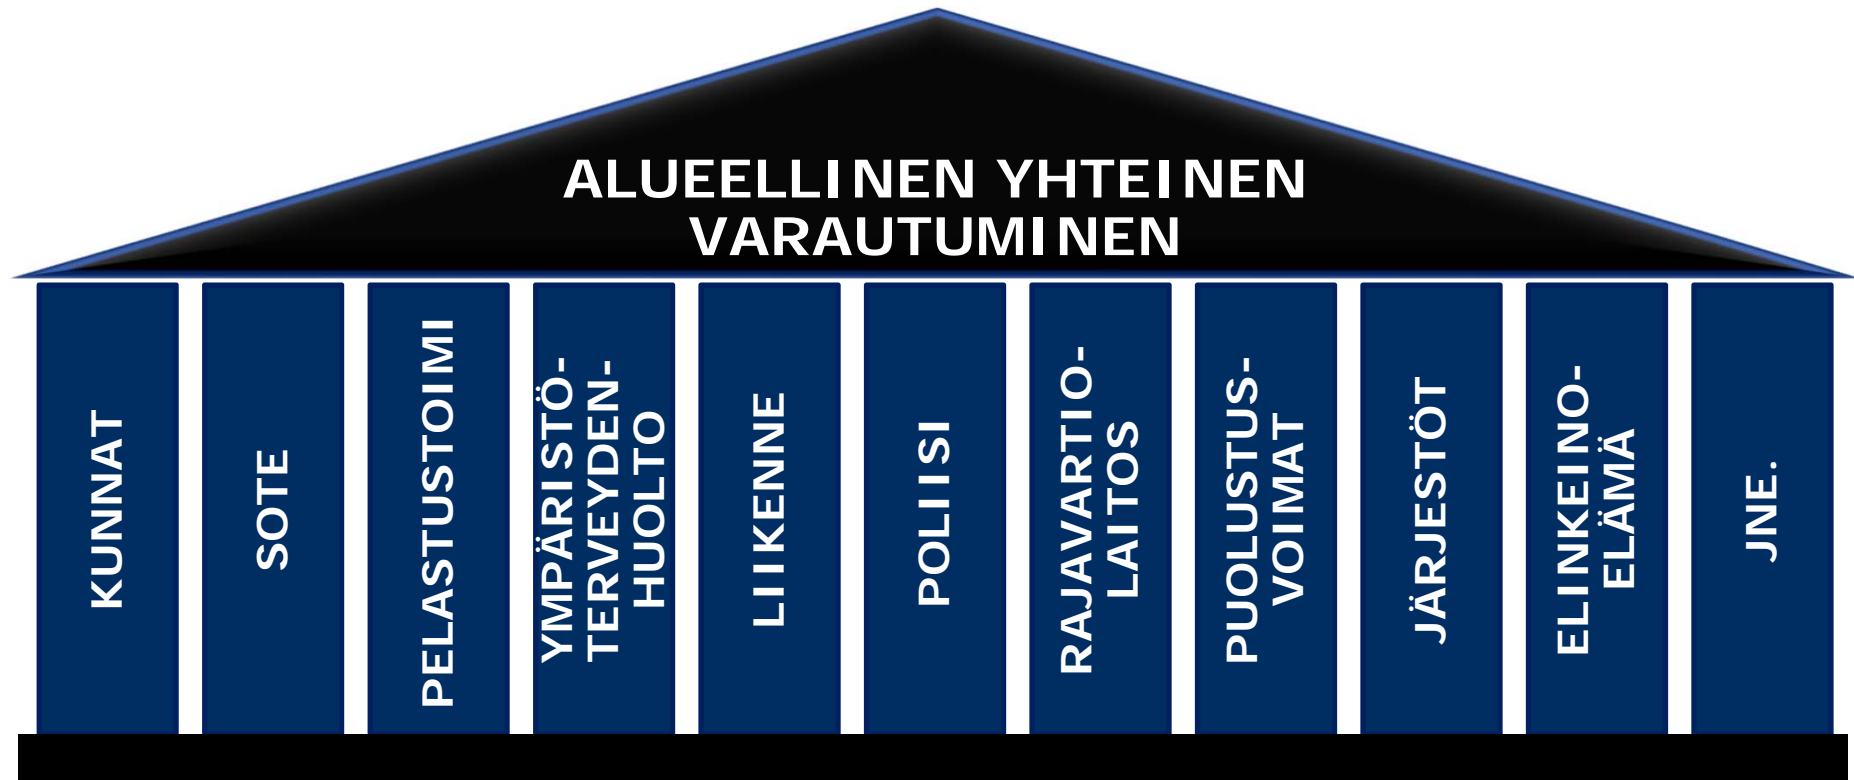 ALUEELLINEN YHTEINEN
VARAUTUMINEN
KUNNAT
SOTE
PELASTUSTOIMI
YMPÄRISTÖ-
TERVEYDEN-
HUOLTO
LIIKENNE
POLIISI
RAJAVARTIO-
LAITOS
PUOLUSTUS-
VOIMAT
JÄRJESTÖT
ELINKEINO-
ELÄMÄ
JNE.